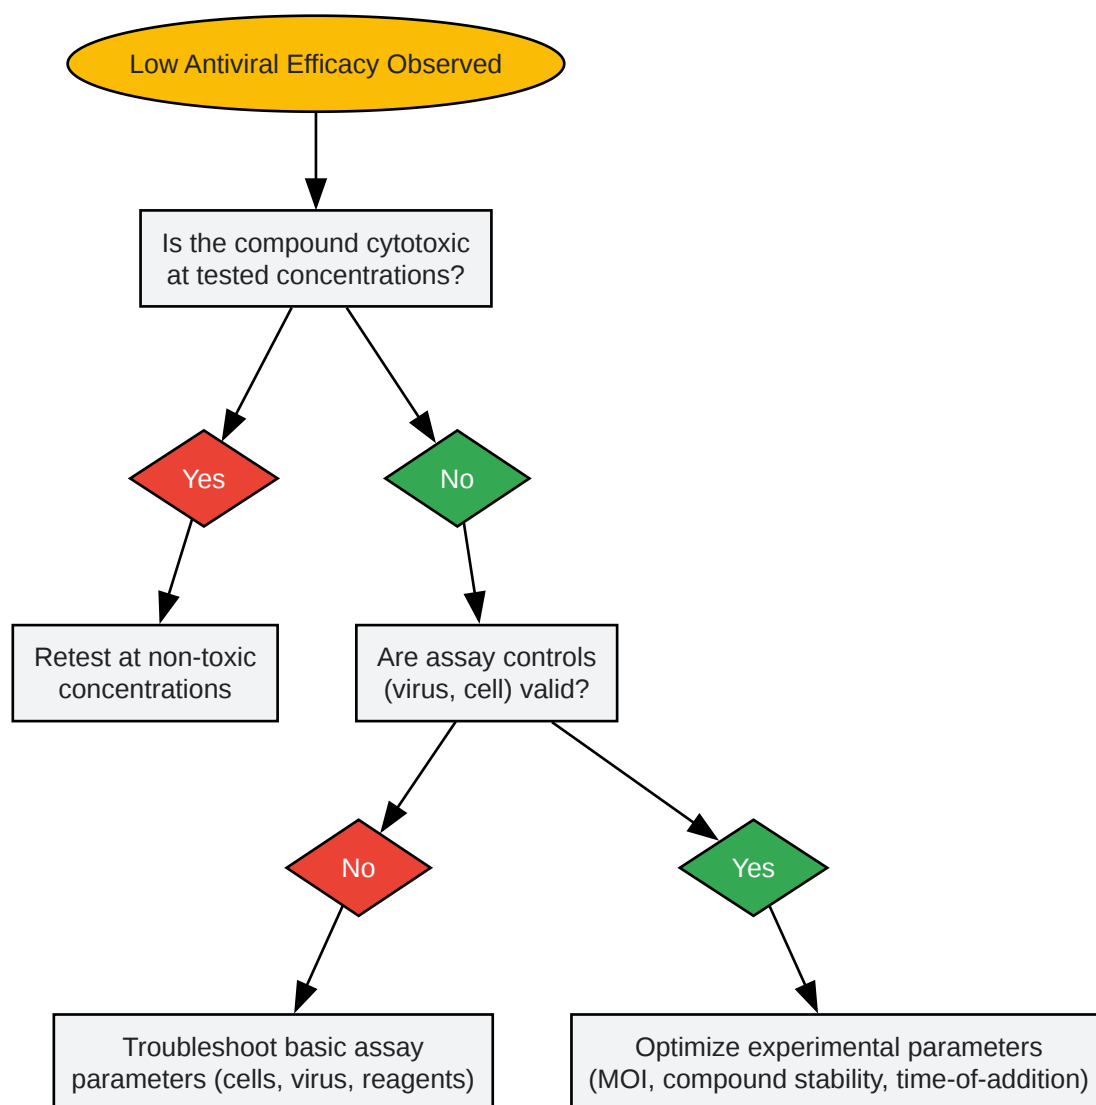 Low Antiviral Efficacy Observed
Is the compound cytotoxic
at tested concentrations?
Yes
No
Retest at non-toxic
concentrations
Are assay controls
(virus, cell) valid?
No
Yes
Troubleshoot basic assay
parameters (cells, virus, reagents)
Optimize experimental parameters
(MOI, compound stability, time-of-addition)